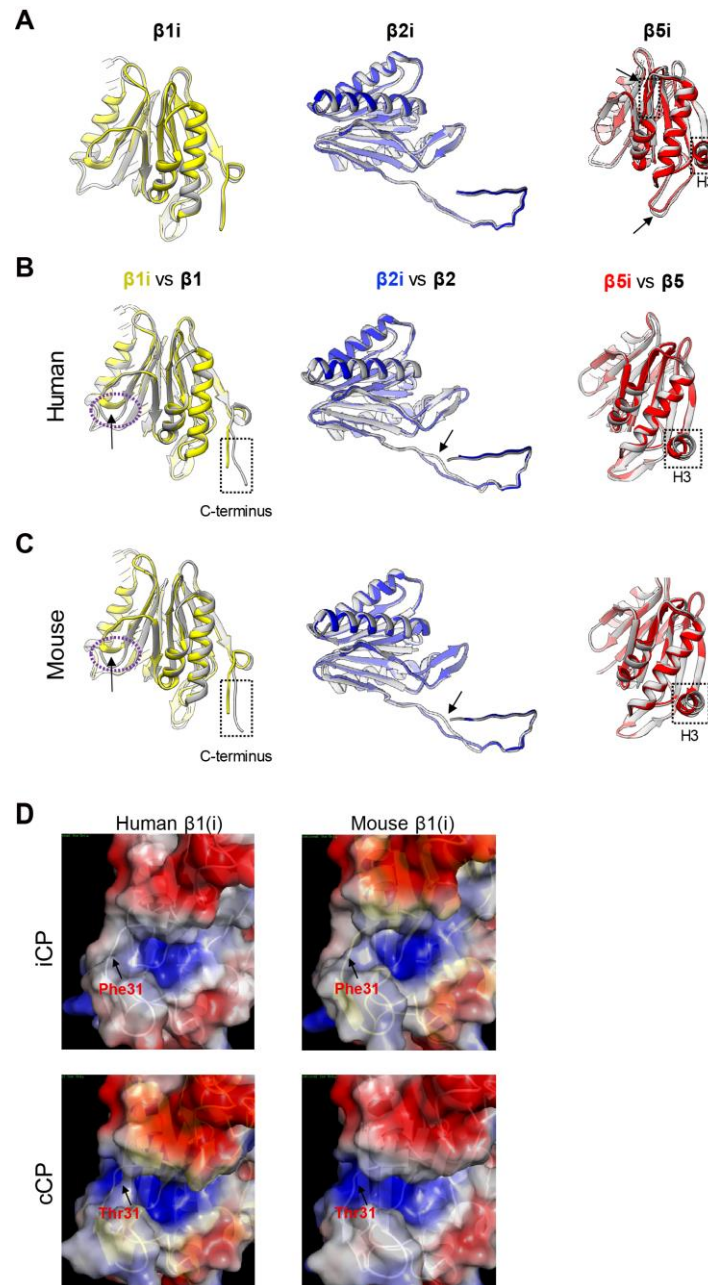 A
β1i β2i β5i
H
B
β1i vs β1 β2i vs β2 β5i vs β5
Human
C-terminus
H3
C
Mouse
C-terminus
H3
D
Human β1(i) Mouse β1(i)
iCP
Phe31 Phe31
cCP
Thr31 Thr31